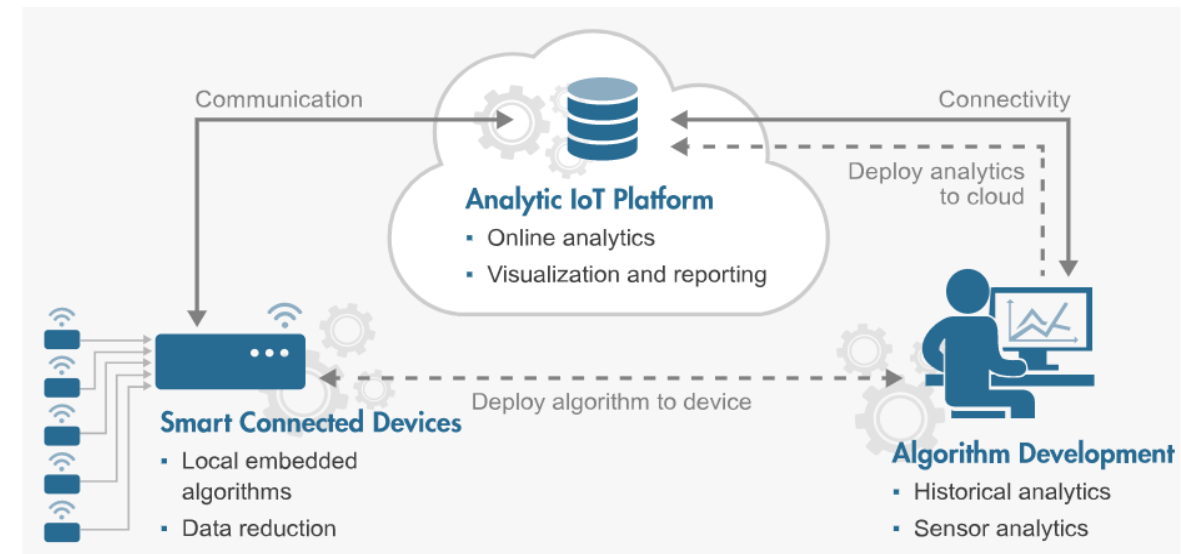 Communication
Connectivity
Deploy analytics
to cloud
Analytic IoT Platform
▪ Online analytics
▪ Visualization and reporting
Deploy algorithm to device
Smart Connected Devices
▪ Local embedded
algorithms
▪ Data reduction
Algorithm Development
▪ Historical analytics
▪ Sensor analytics